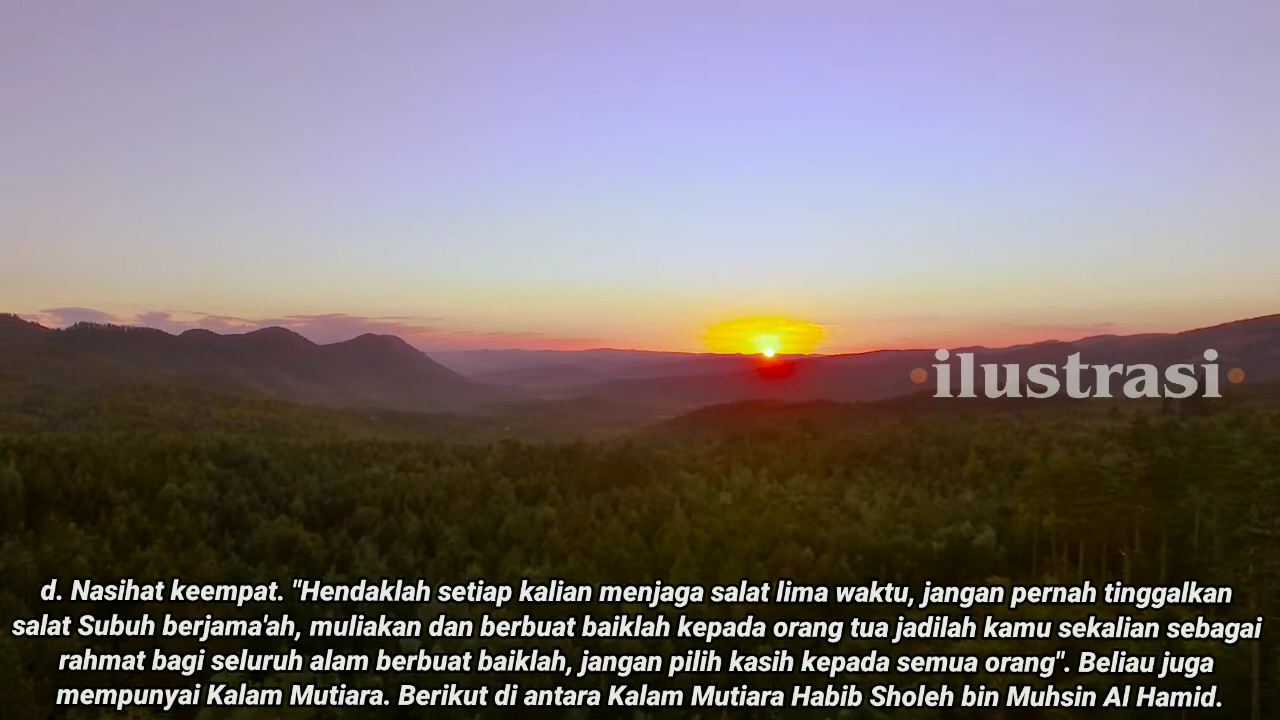 •ilustrasi•
d. Nasihat keempat. "Hendaklah setiap kalian menjaga salat lima waktu, jangan pernah tinggalkan
salat Subuh berjama'ah, muliakan dan berbuat baiklah kepada orang tua jadilah kamu sekalian sebagai
rahmat bagi seluruh alam berbuat baiklah, jangan pilih kasih kepada semua orang". Beliau juga
mempunyai Kalam Mutiara. Berikut di antara Kalam Mutiara Habib Sholeh bin Muhsin Al Hamid.